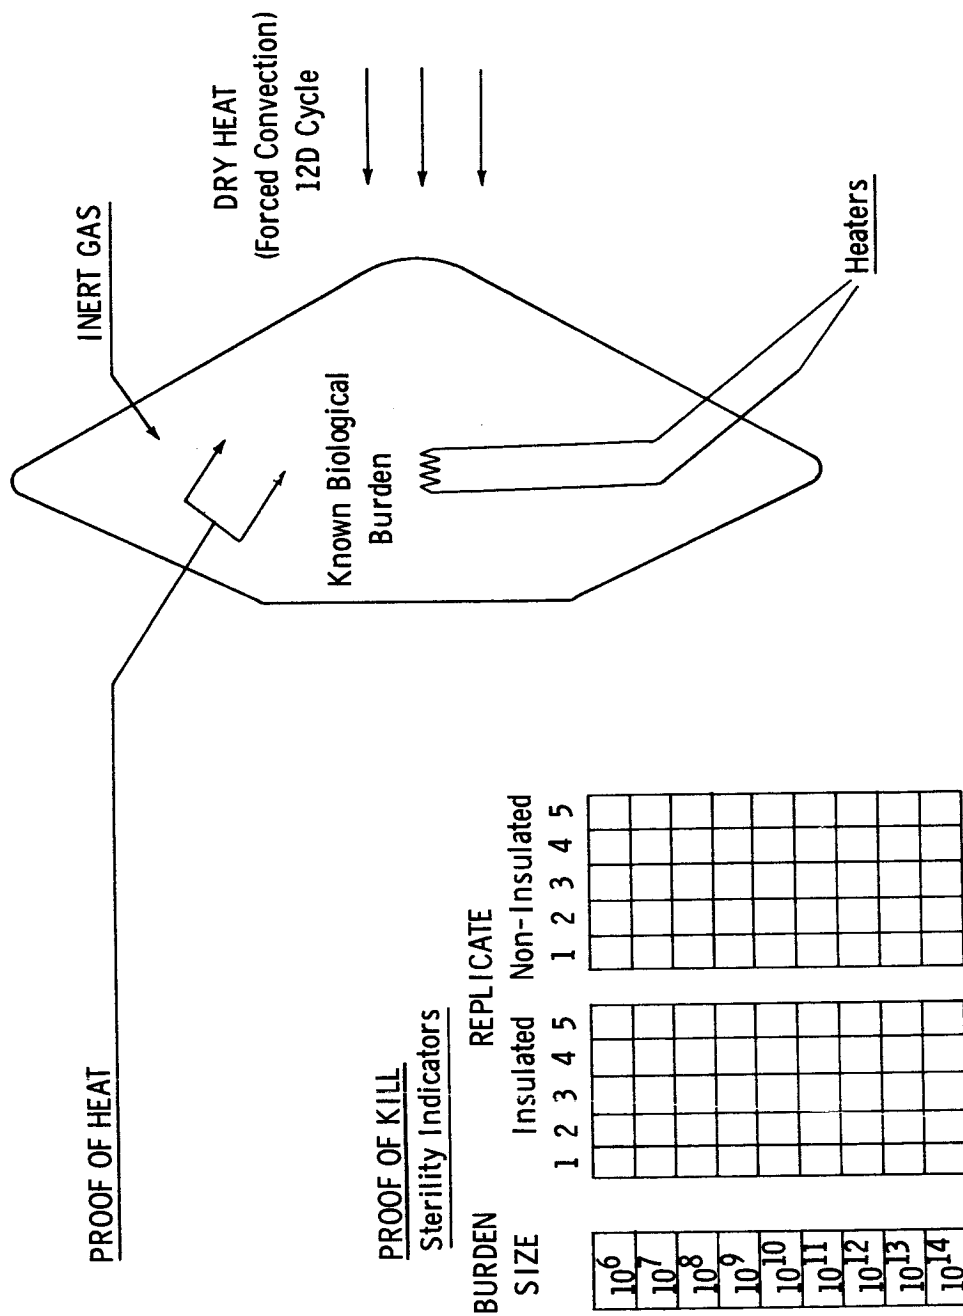 PROOF OF HEAT
INERT GAS
DRY HEAT
(Forced Convection)
12D Cycle
Known Biological
Burden
Heaters
PROOF OF KILL
Sterility Indicators
BURDEN
SIZE
REPLICATE
Insulated
Non-Insulated
1 2 3 4 5
1 2 3 4 5
10^6
10^7
10^8
10^9
10^10
10^11
10^12
10^13
10^14